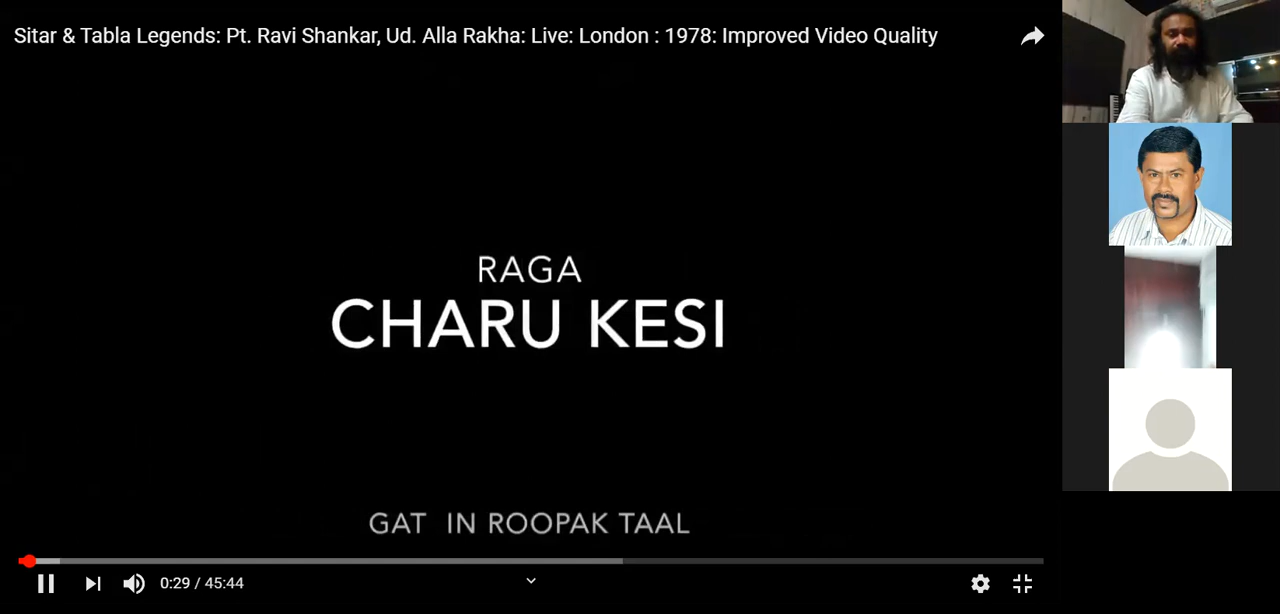 Sitar & Tabla Legends: Pt. Ravi Shankar, Ud. Alla Rakha: Live: London : 1978: Improved Video Quality
RAGA
CHARU KESI
GAT IN ROOPAK TAAL
0:29 / 45:44